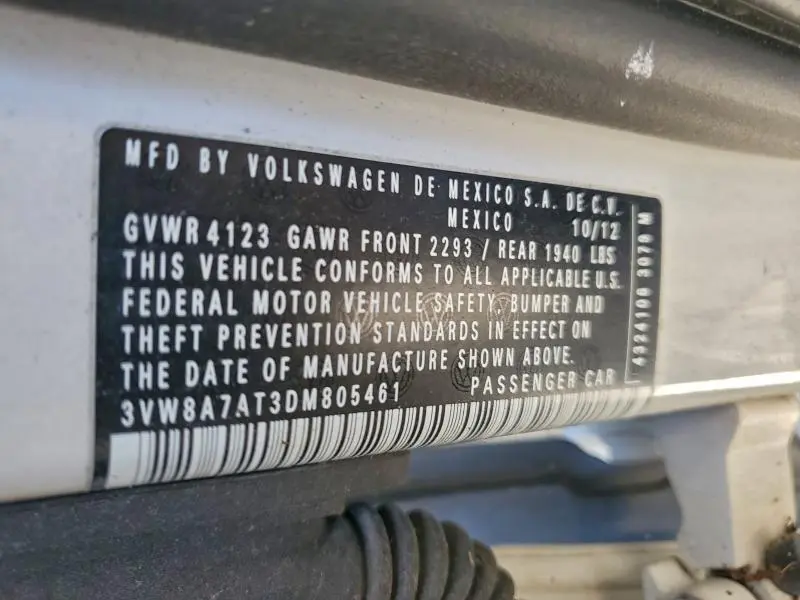 MFD BY VOLKSWAGEN DE MEXICO S.A. DE C.V.
MEXICO 10/12
GVWR 4123 GAWR FRONT 2293 / REAR 1940 LBS
THIS VEHICLE CONFORMS TO ALL APPLICABLE U.S.
FEDERAL MOTOR VEHICLE SAFETY, BUMPER AND
THEFT PREVENTION STANDARDS IN EFFECT ON
THE DATE OF MANUFACTURE SHOWN ABOVE.
3VW8A7AT3DM805461 PASSENGER CAR
4324106 3079 M